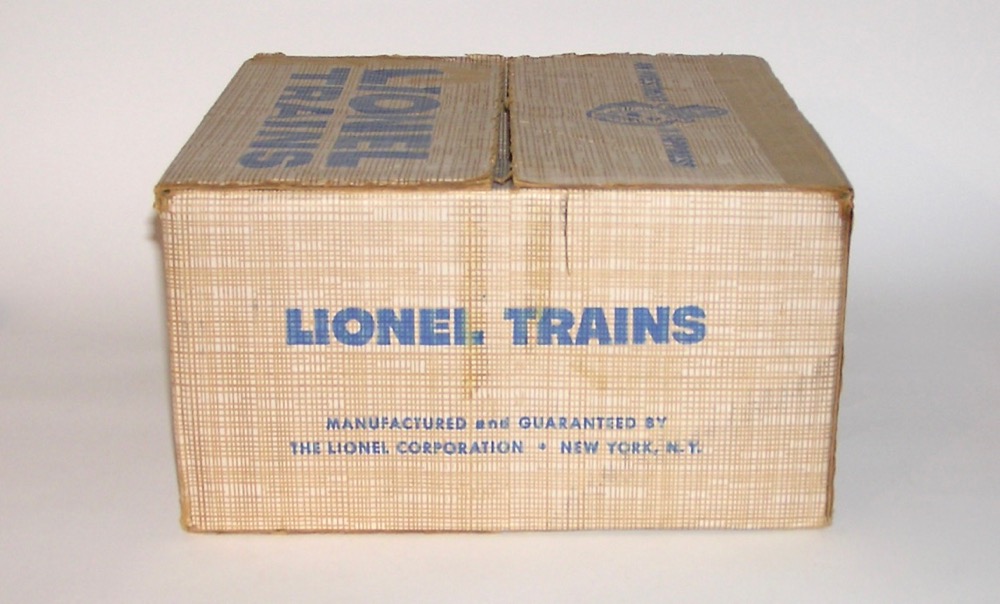 LIONEL
TRAINS
LIONEL TRAINS
MANUFACTURED and GUARANTEED BY
THE LIONEL CORPORATION • NEW YORK, N.Y.